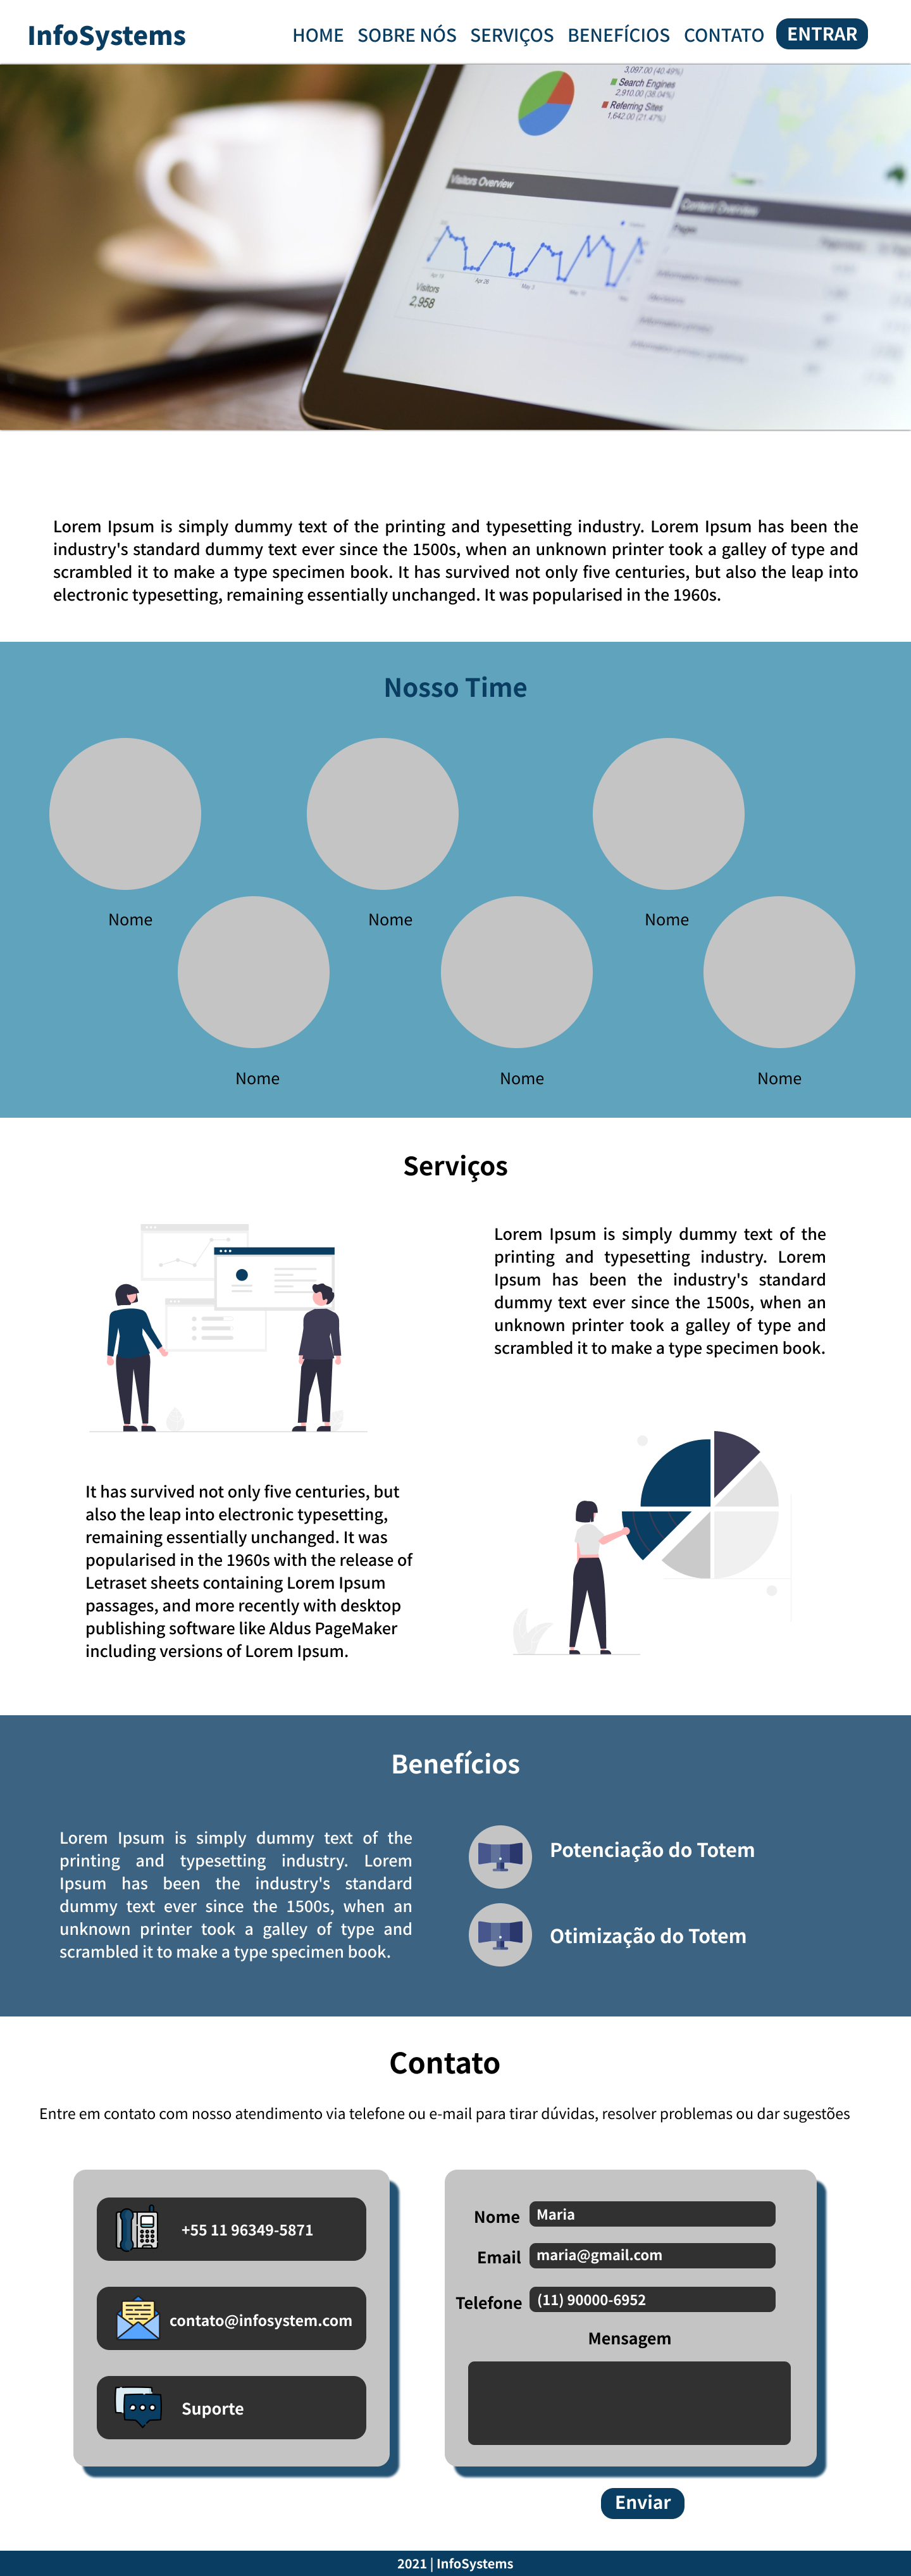 InfoSystems
HOME SOBRE NÓS SERVIÇOS BENEFÍCIOS CONTATO ENTRAR
3,097.00 (40.49%)
Search Engines
2,910.00 (38.04%)
Referring Sites
1,642.00 (21.47%)
Visitors Overview
Content Overview
Pages
Visitors
2,958
Lorem Ipsum is simply dummy text of the printing and typesetting industry. Lorem Ipsum has been the
industry's standard dummy text ever since the 1500s, when an unknown printer took a galley of type and
scrambled it to make a type specimen book. It has survived not only five centuries, but also the leap into
electronic typesetting, remaining essentially unchanged. It was popularised in the 1960s.
Nosso Time
Nome
Nome
Nome
Nome
Nome
Nome
Serviços
Lorem Ipsum is simply dummy text of the
printing and typesetting industry. Lorem
Ipsum has been the industry's standard
dummy text ever since the 1500s, when an
unknown printer took a galley of type and
scrambled it to make a type specimen book.
It has survived not only five centuries, but
also the leap into electronic typesetting,
remaining essentially unchanged. It was
popularised in the 1960s with the release of
Letraset sheets containing Lorem Ipsum
passages, and more recently with desktop
publishing software like Aldus PageMaker
including versions of Lorem Ipsum.
Benefícios
Lorem Ipsum is simply dummy text of the
printing and typesetting industry. Lorem
Ipsum has been the industry's standard
dummy text ever since the 1500s, when an
unknown printer took a galley of type and
scrambled it to make a type specimen book.
Potenciação do Totem
Otimização do Totem
Contato
Entre em contato com nosso atendimento via telefone ou e-mail para tirar dúvidas, resolver problemas ou dar sugestões
+55 11 96349-5871
contato@infosystem.com
Suporte
Nome Maria
Email maria@gmail.com
Telefone (11) 90000-6952
Mensagem
Enviar
2021 | InfoSystems